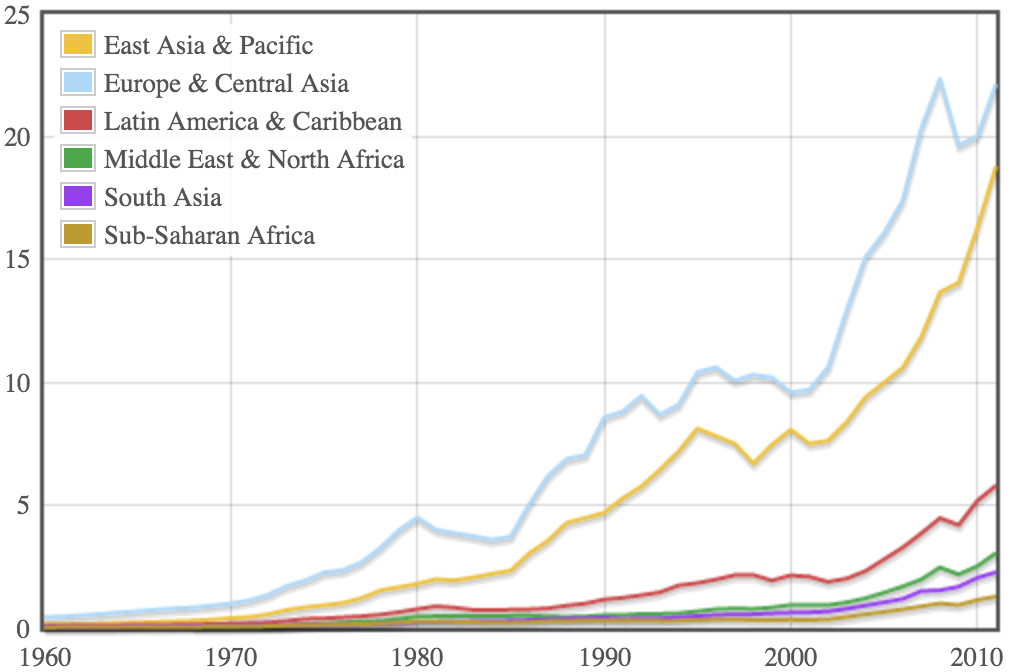 25
20
15
10
5
0
East Asia & Pacific
Europe & Central Asia
Latin America & Caribbean
Middle East & North Africa
South Asia
Sub-Saharan Africa
1960 1970 1980 1990 2000 2010